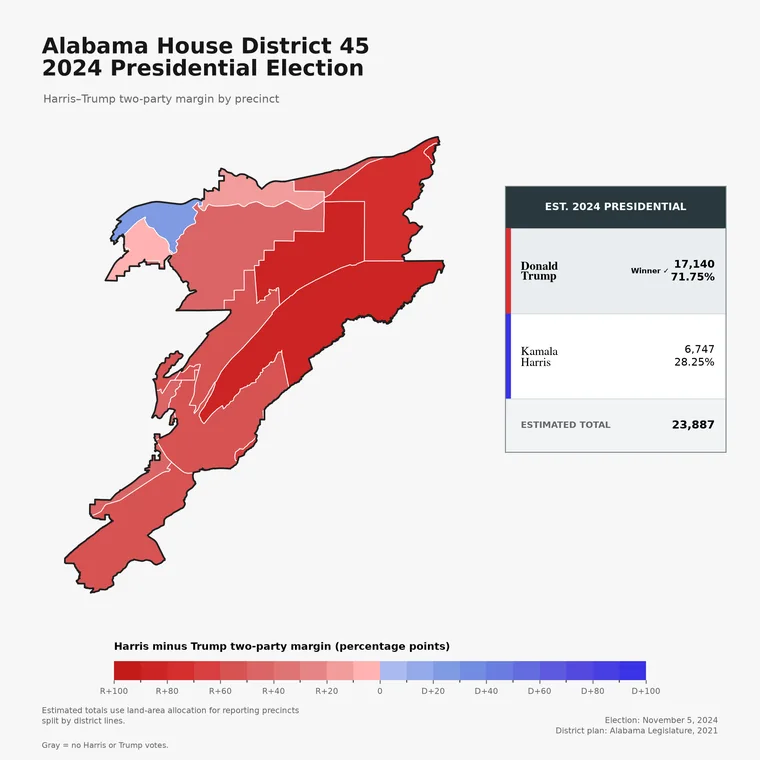 Alabama House District 45
2024 Presidential Election
Harris–Trump two-party margin by precinct
EST. 2024 PRESIDENTIAL
Donald
Trump
Winner ✓
17,140
71.75%
Kamala
Harris
6,747
28.25%
ESTIMATED TOTAL
23,887
Harris minus Trump two-party margin (percentage points)
R+100 R+80 R+60 R+40 R+20 0 D+20 D+40 D+60 D+80 D+100
Estimated totals use land-area allocation for reporting precincts
split by district lines.
Gray = no Harris or Trump votes.
Election: November 5, 2024
District plan: Alabama Legislature, 2021